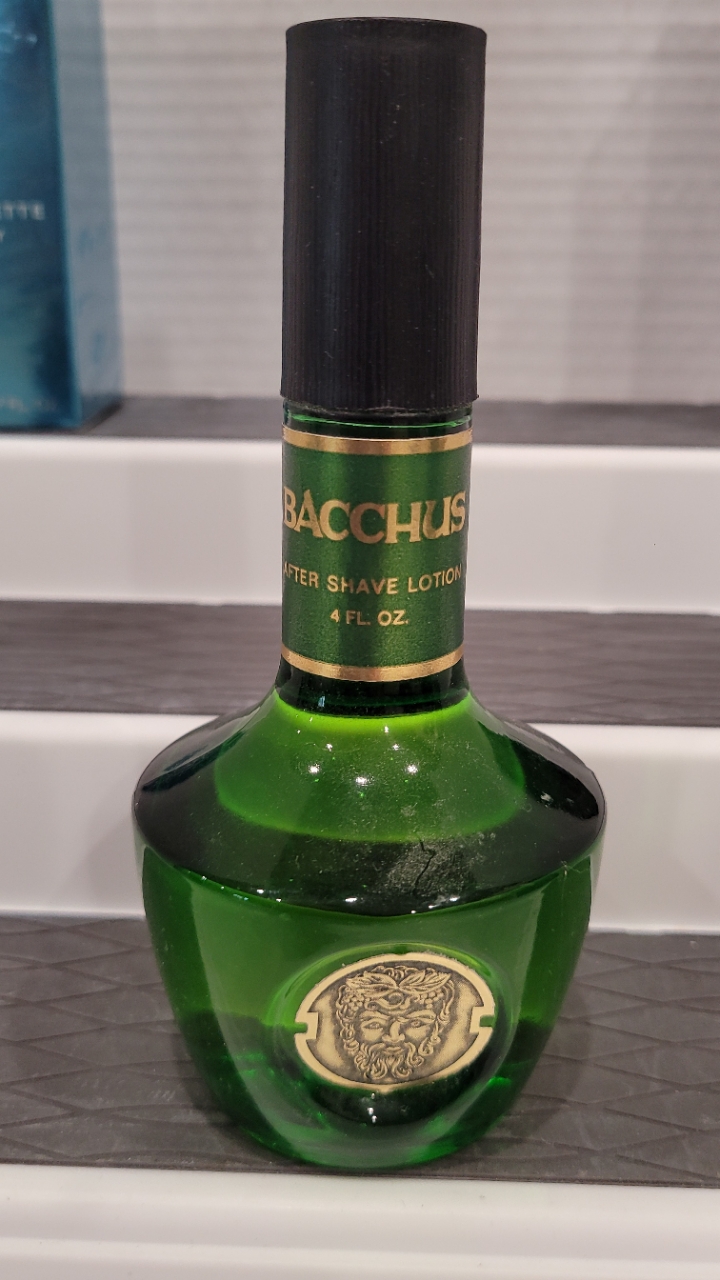 BACCHUS
AFTER SHAVE LOTION
4 FL. OZ.